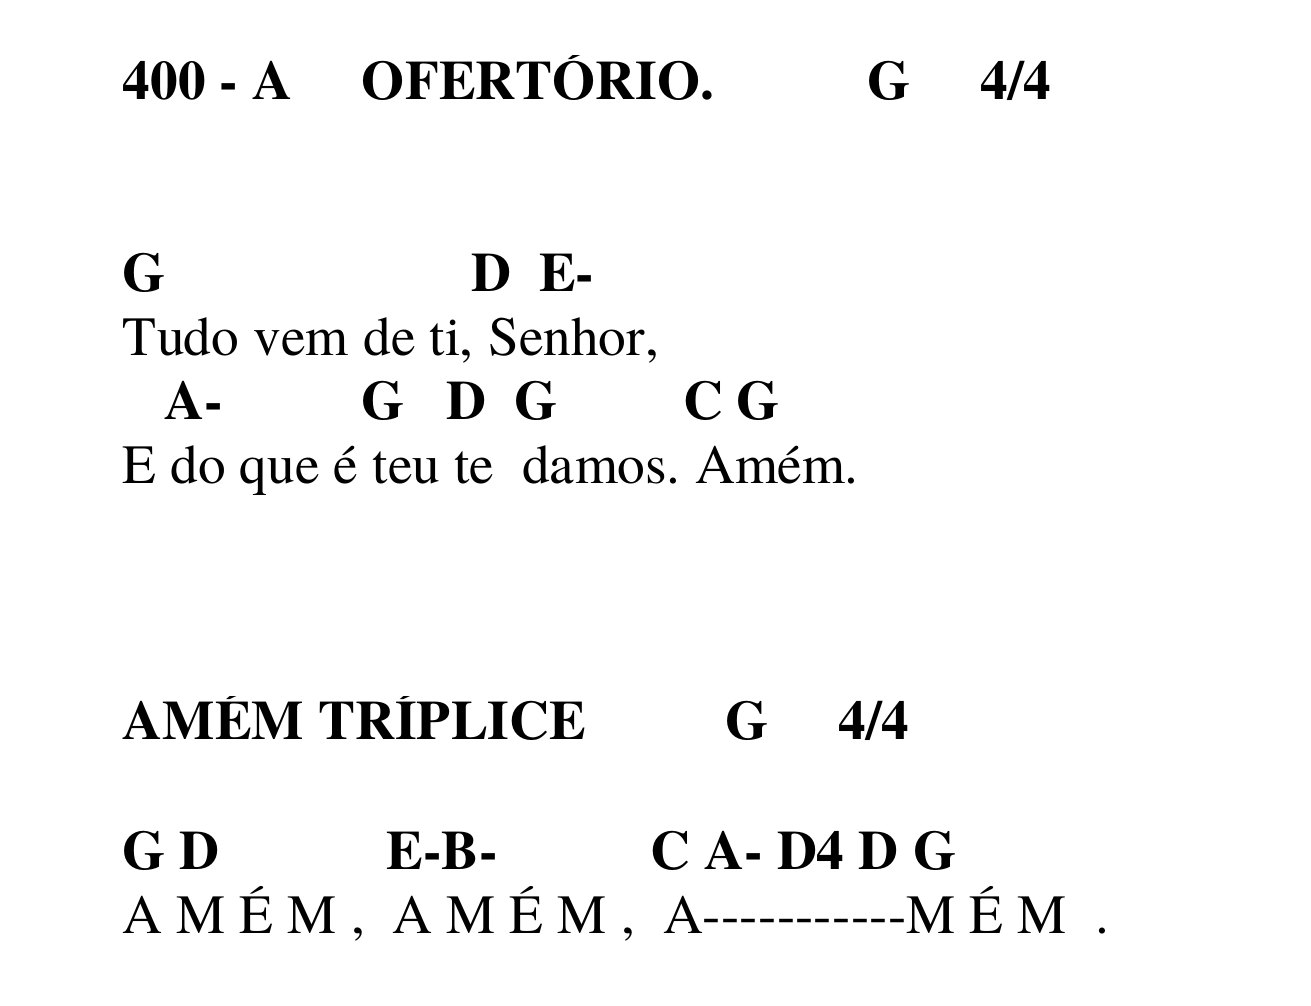 400 - A     OFERTÓRIO.           G     4/4
G                      D  E-
Tudo vem de ti, Senhor,
   A-          G   D  G         C G
E do que é teu te  damos. Amém.
AMÉM TRÍPLICE          G     4/4
G D            E-B-           C A- D4 D G
A M É M ,  A M É M ,  A-----------M É M  .